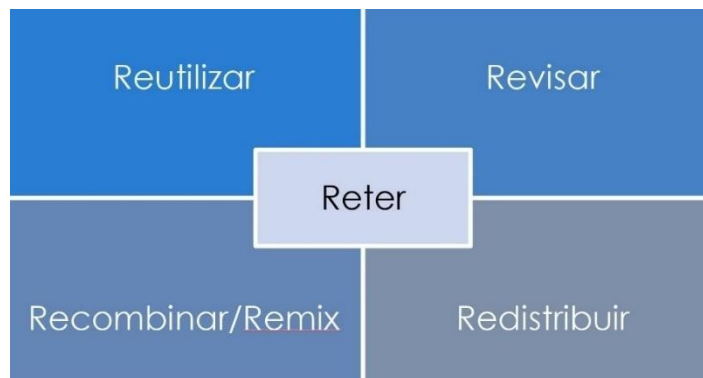 Reutilizar
Revisar
Reter
Recombinar/Remix
Redistribuir